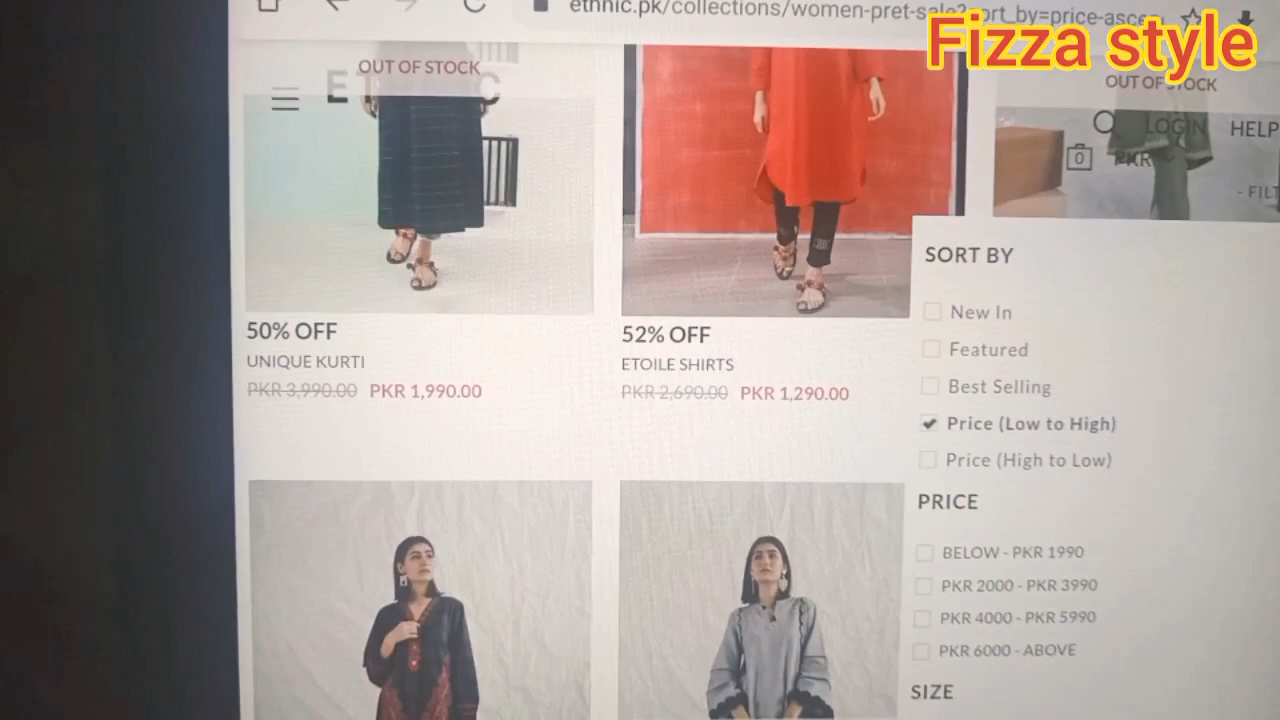 ethnic.pk/collections/women-pret-sale?sort_by=price-asce
Fizza style
OUT OF STOCK
OUT OF STOCK
LOGIN
HELP
0
PKR
- FILT
50% OFF
UNIQUE KURTI
PKR 3,990.00 PKR 1,990.00
52% OFF
ETOILE SHIRTS
PKR 2,690.00 PKR 1,290.00
SORT BY
New In
Featured
Best Selling
Price (Low to High)
Price (High to Low)
PRICE
BELOW - PKR 1990
PKR 2000 - PKR 3990
PKR 4000 - PKR 5990
PKR 6000 - ABOVE
SIZE